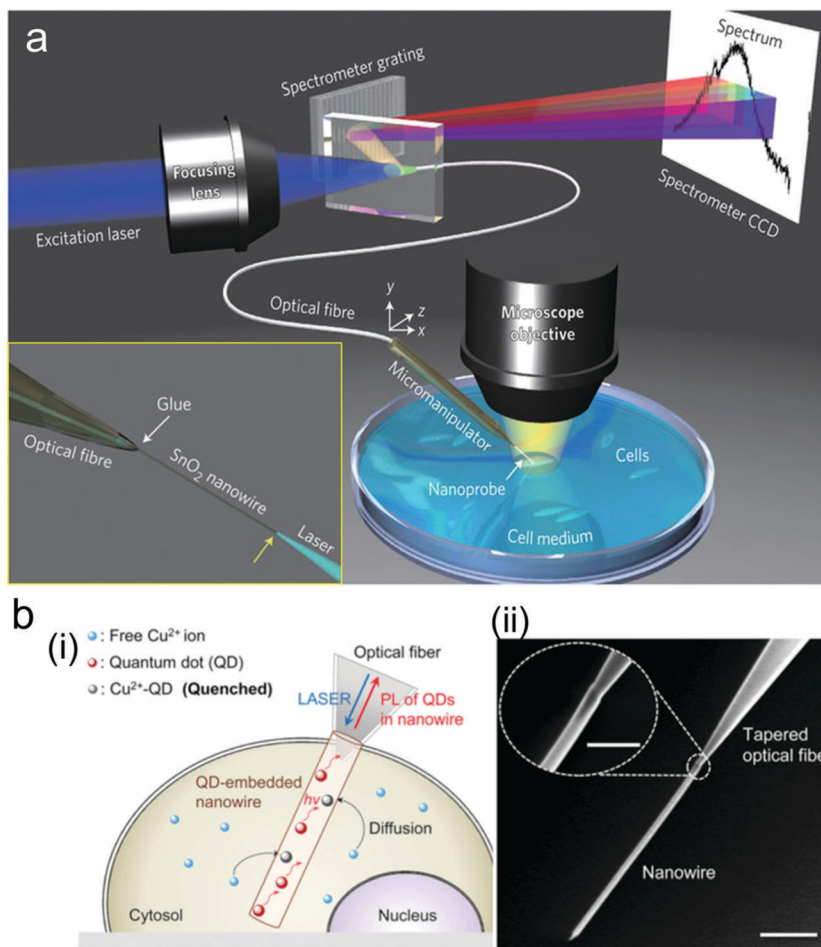 a
Spectrometer grating
Spectrum
Focusing
lens
Excitation laser
Spectrometer CCD
Optical fibre
y
z
x
Microscope
objective
Micromanipulator
Nanoprobe
Cells
Cell medium
Glue
Optical fibre
SnO2 nanowire
Laser
b
(i)
: Free Cu²⁺ ion
: Quantum dot (QD)
: Cu²⁺-QD (Quenched)
Optical fiber
LASER
PL of QDs
in nanowire
QD-embedded
nanowire
hv
Diffusion
Cytosol
Nucleus
(ii)
Tapered
optical fibe
Nanowire